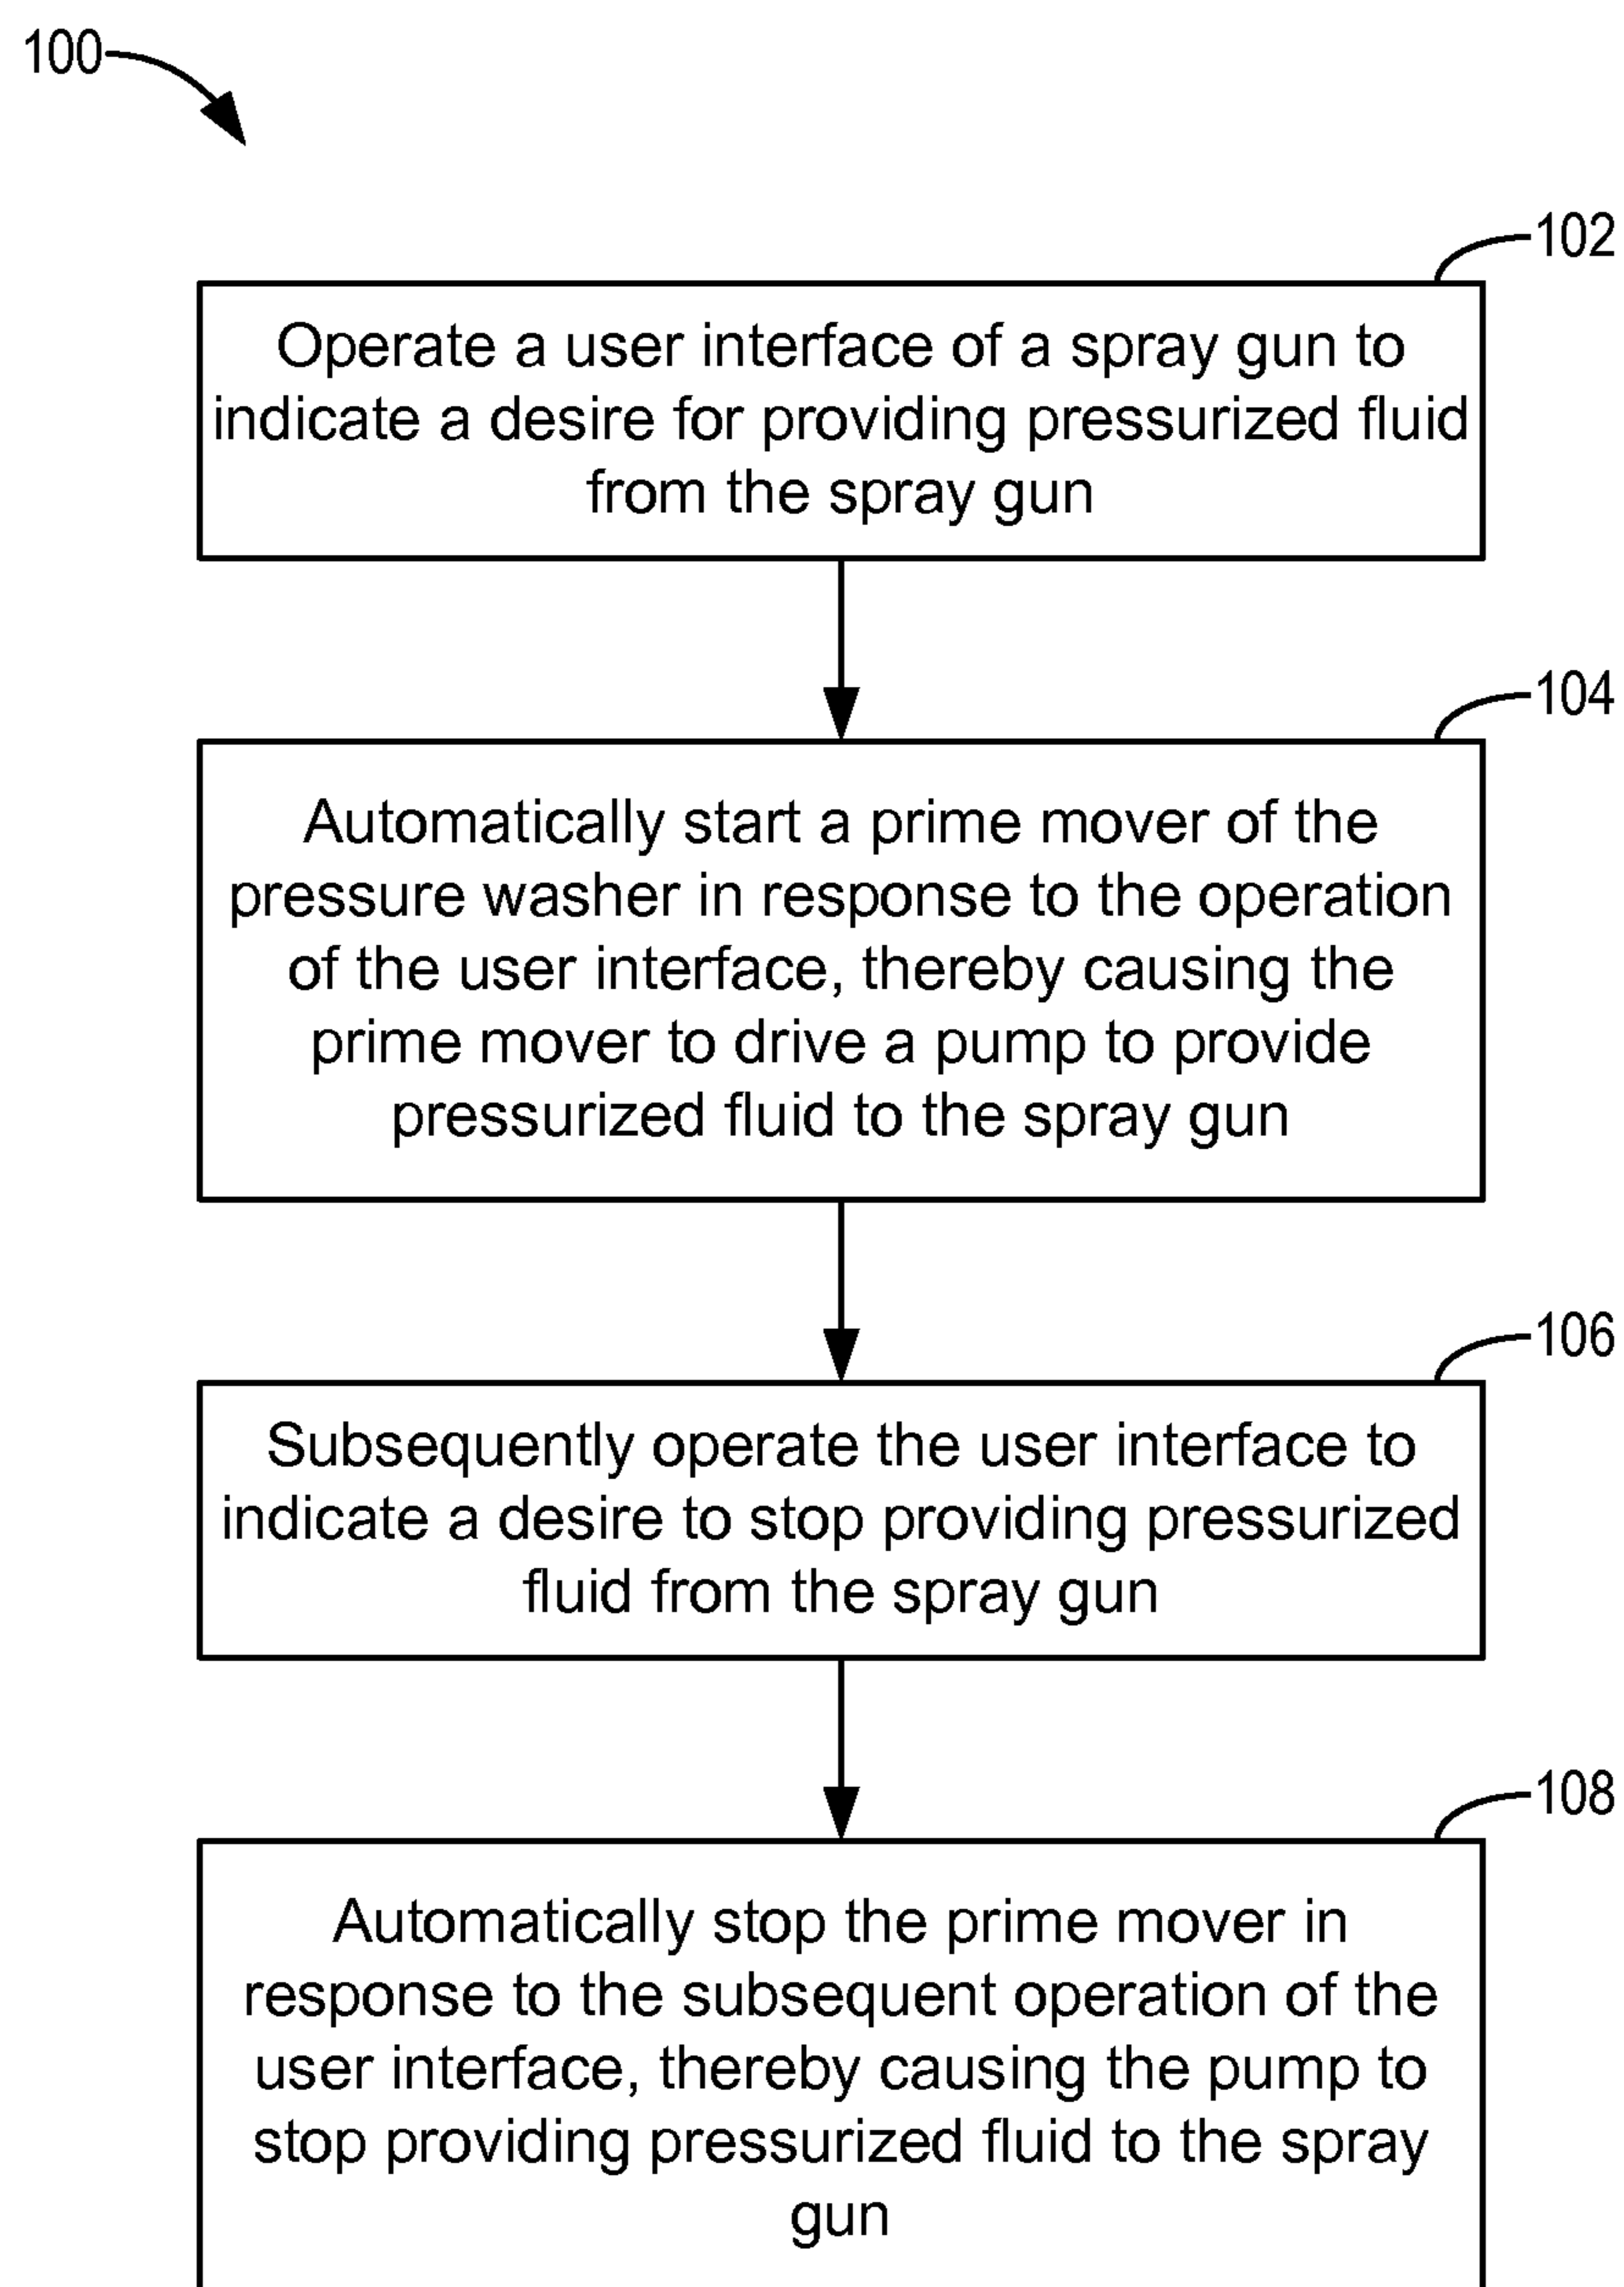 100
102
Operate a user interface of a spray gun to
indicate a desire for providing pressurized fluid
from the spray gun
104
Automatically start a prime mover of the
pressure washer in response to the operation
of the user interface, thereby causing the
prime mover to drive a pump to provide
pressurized fluid to the spray gun
106
Subsequently operate the user interface to
indicate a desire to stop providing pressurized
fluid from the spray gun
108
Automatically stop the prime mover in
response to the subsequent operation of the
user interface, thereby causing the pump to
stop providing pressurized fluid to the spray
gun